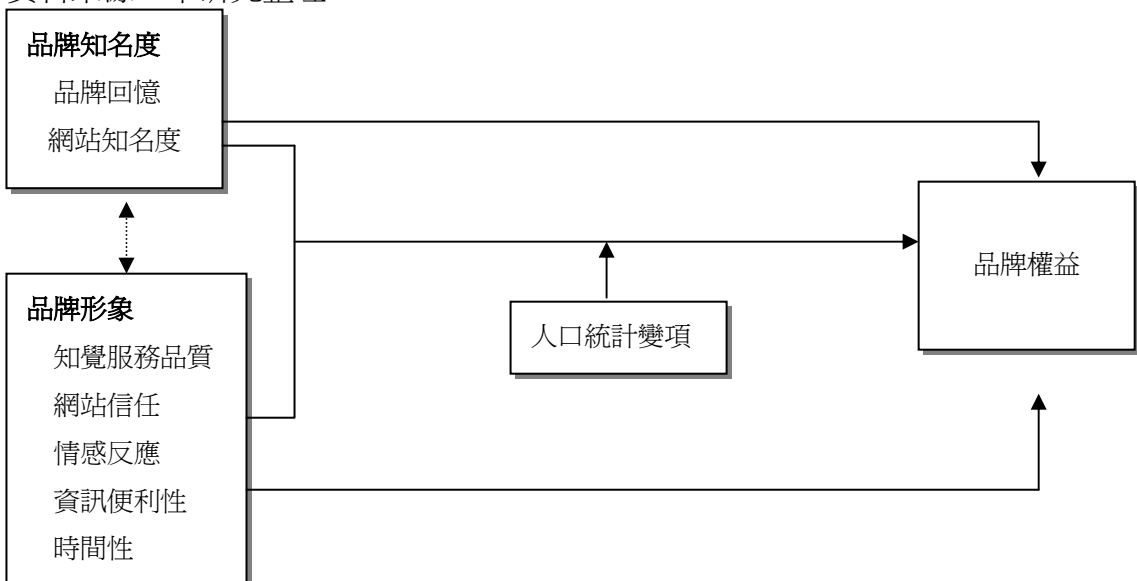 品牌知名度
品牌回憶
網站知名度
品牌權益
人口統計變項
品牌形象
知覺服務品質
網站信任
情感反應
資訊便利性
時間性